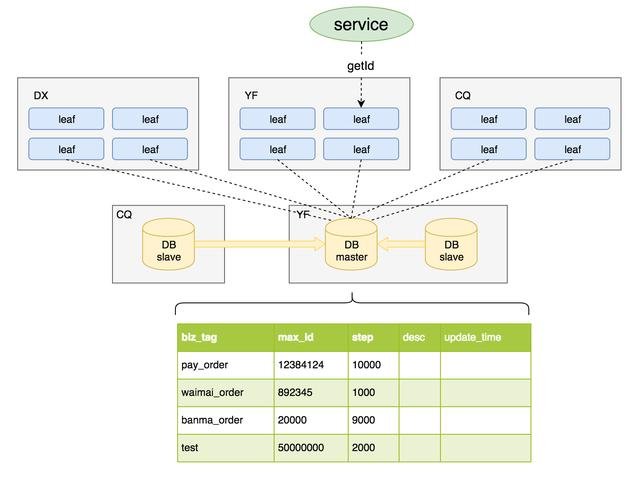 service
getId
DX
YF
CQ
leaf leaf leaf leaf leaf leaf
leaf leaf leaf leaf leaf leaf
CQ
YF
DB slave
DB master
DB slave
biz_tag max_id step desc update_time
pay_order 12384124 10000
waimai_order 892345 1000
banma_order 20000 9000
test 50000000 2000